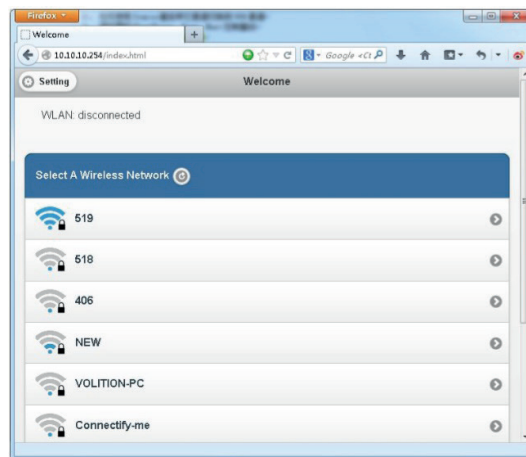 Firefox
Welcome
10.10.10.254/index.html
Google <Ct
Setting
Welcome
WLAN: disconnected
Select A Wireless Network
519
518
406
NEW
VOLITION-PC
Connectify-me